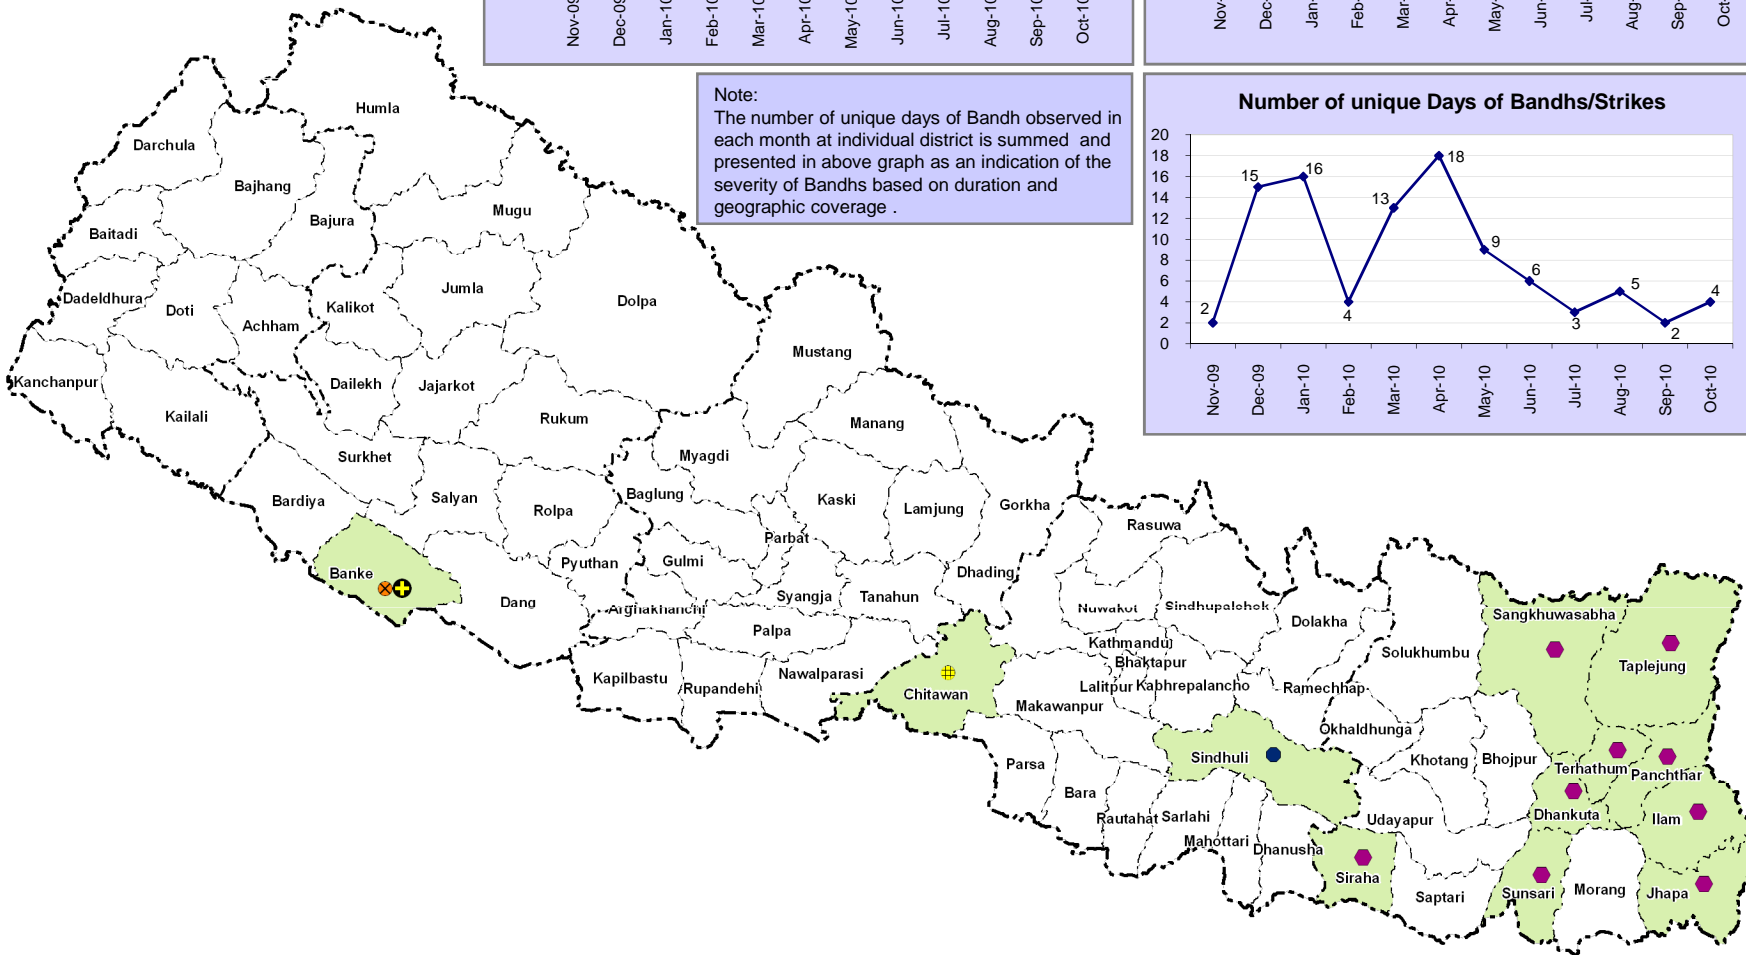 Nov-09 Dec-09 Jan-10 Feb-10 Mar-10 Apr-10 May-10 Jun-10 Jul-10 Aug-10 Sep-10 Oct-10
Note:
The number of unique days of Bandh observed in
each month at individual district is summed and
presented in above graph as an indication of the
severity of Bandhs based on duration and
geographic coverage .
Number of unique Days of Bandhs/Strikes
20
18
16
14
12
10
8
6
4
2
0
2 15 16 4 13 18 9 6 3 5 2 4
Nov-09 Dec-09 Jan-10 Feb-10 Mar-10 Apr-10 May-10 Jun-10 Jul-10 Aug-10 Sep-10 Oct-10
Humla
Darchula
Bajhang
Bajura
Mugu
Baitadi
Dadeldhura
Doti
Achham
Kalikot
Jumla
Dolpa
Mustang
Kanchanpur
Kailali
Dailekh
Jajarkot
Rukum
Manang
Surkhet
Myagdi
Bardiya
Salyan
Rolpa
Baglung
Kaski
Lamjung
Gorkha
Rasuwa
Parbat
Banke
Pyuthan
Gulmi
Dhading
Dang
Arghakhanchi
Syangja
Tanahun
Nuwakot
Sindhupalchok
Dolakha
Sangkhuwasabha
Palpa
Kathmandu
Solukhumbu
Taplejung
Kapilbastu
Rupandehi
Nawalparasi
Chitawan
Bhaktapur
Lalitpur
Kabhrepalancho
Ramechhap
Makawanpur
Okhaldhunga
Sindhuli
Khotang
Bhojpur
Terhathum
Panchthar
Parsa
Bara
Rautahat
Sarlahi
Mahottari
Dhanusha
Udayapur
Dhankuta
Ilam
Siraha
Saptari
Sunsari
Morang
Jhapa